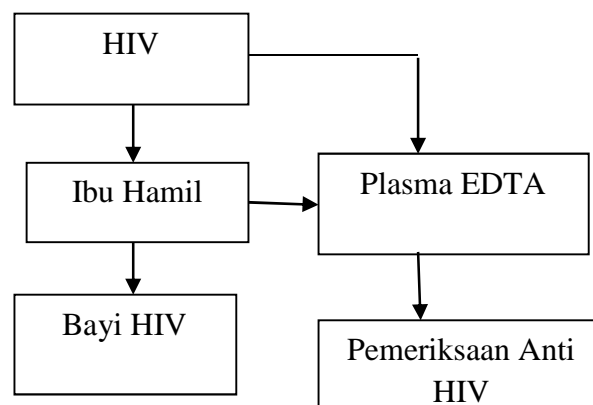 HIV
Ibu Hamil
Plasma EDTA
Bayi HIV
Pemeriksaan Anti
HIV